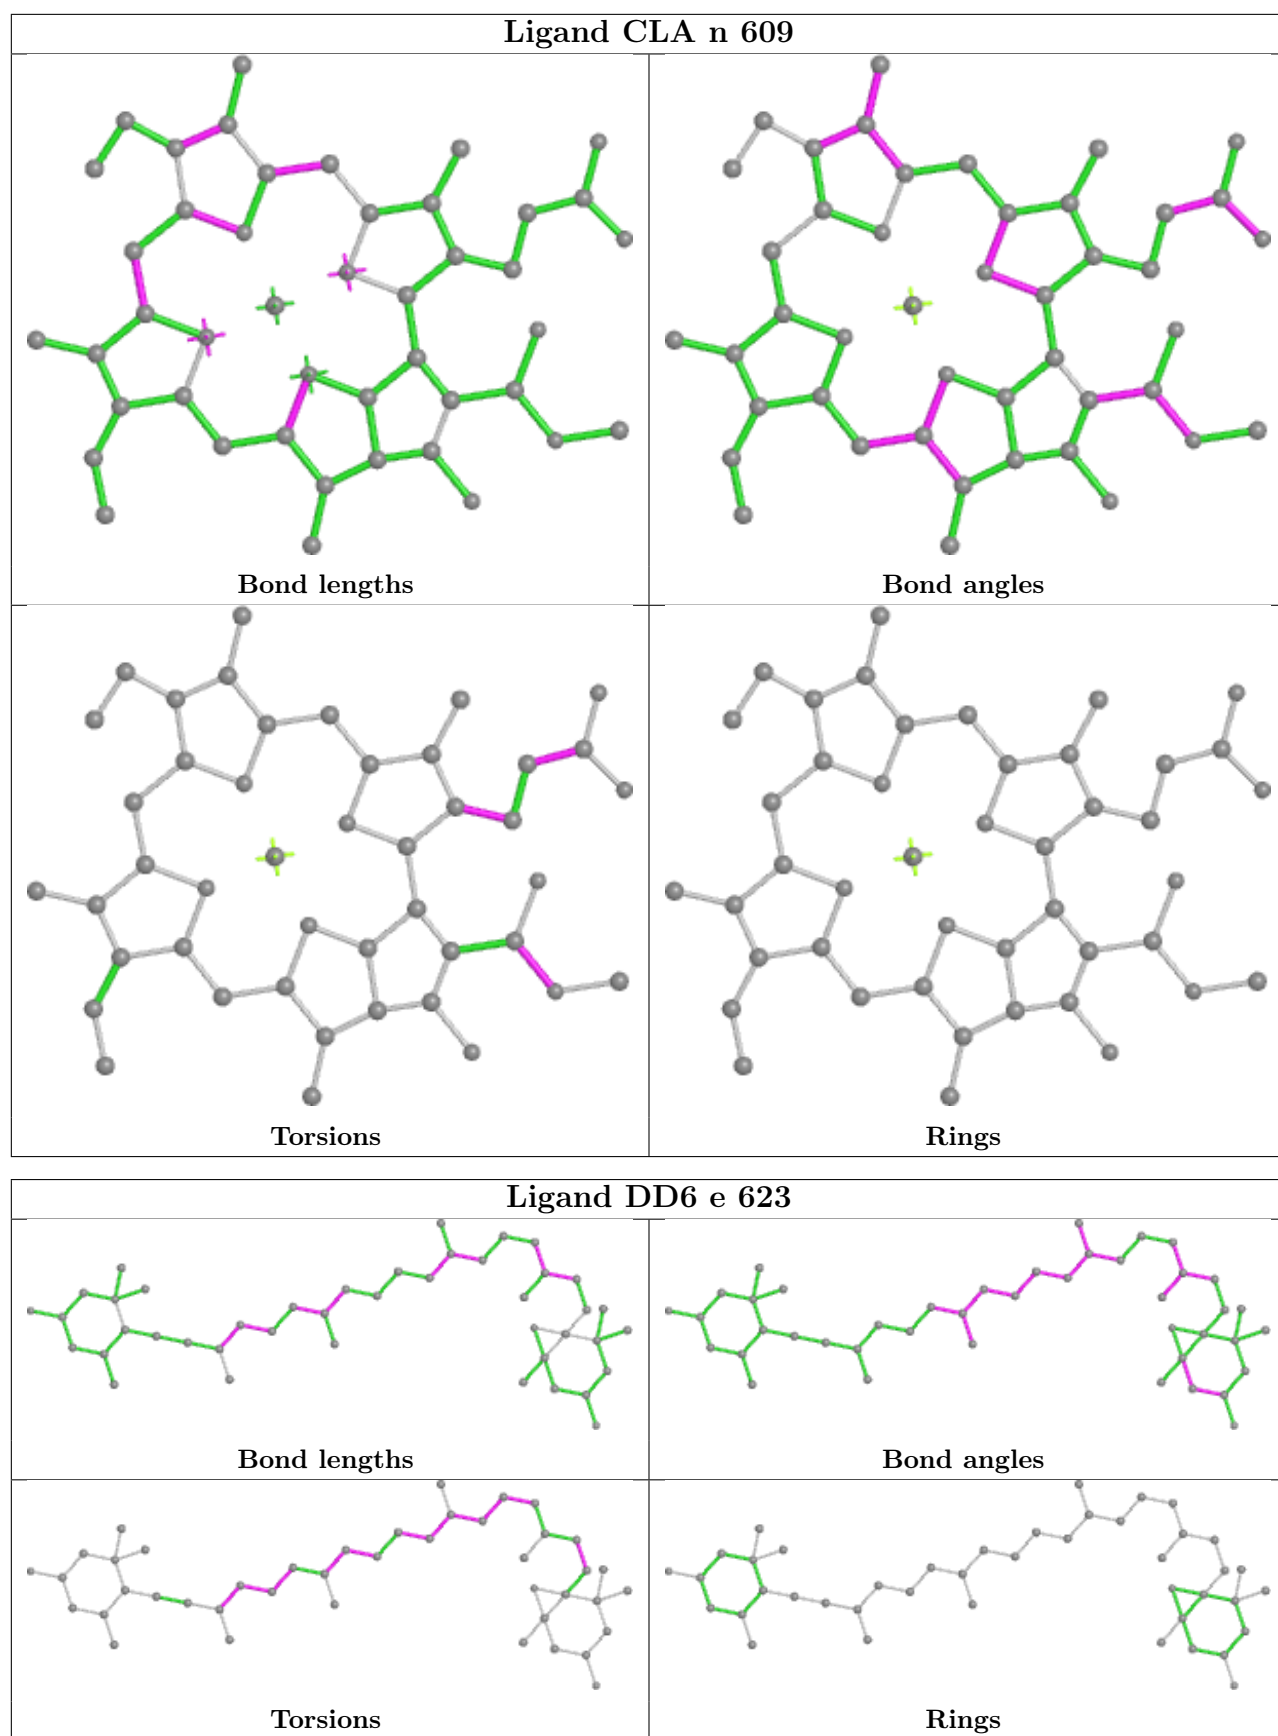 Ligand CLA n 609
Bond lengths
Bond angles
Torsions
Rings
Ligand DD6 e 623
Bond lengths
Bond angles
Torsions
Rings